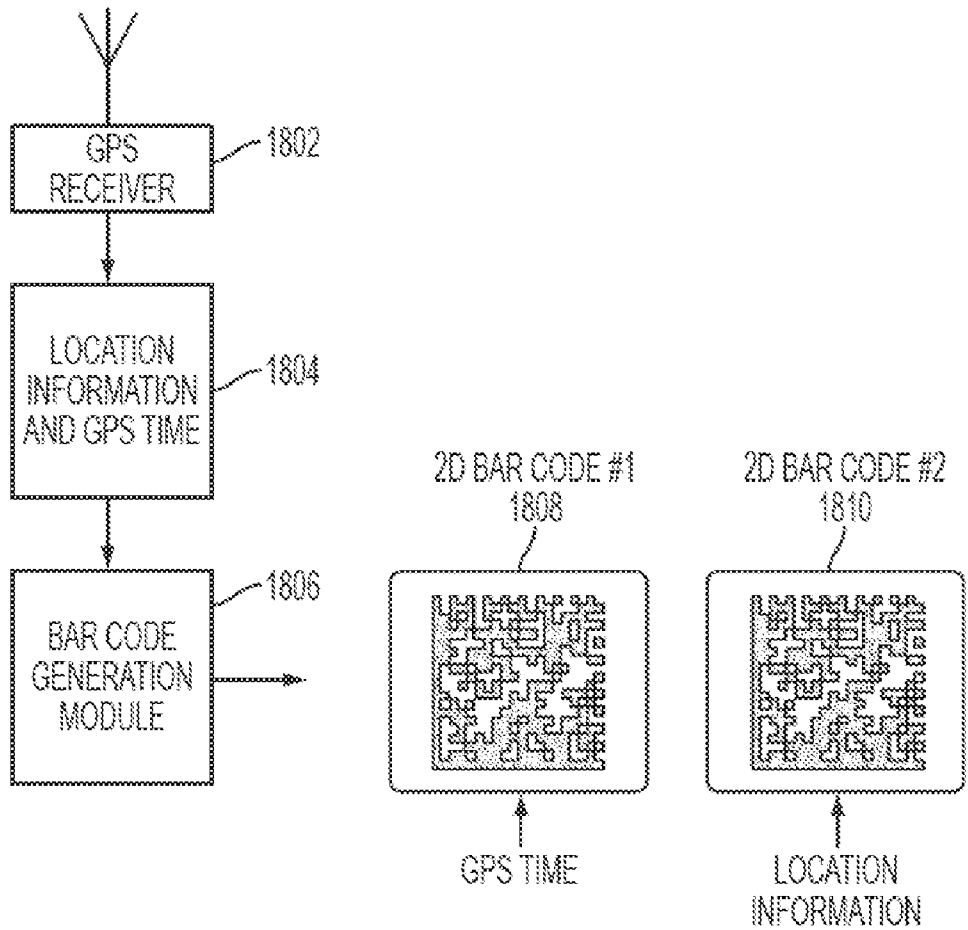 GPS
RECEIVER
1802
LOCATION
INFORMATION
AND GPS TIME
1804
BAR CODE
GENERATION
MODULE
1806
2D BAR CODE #1
1808
2D BAR CODE #2
1810
GPS TIME
LOCATION
INFORMATION